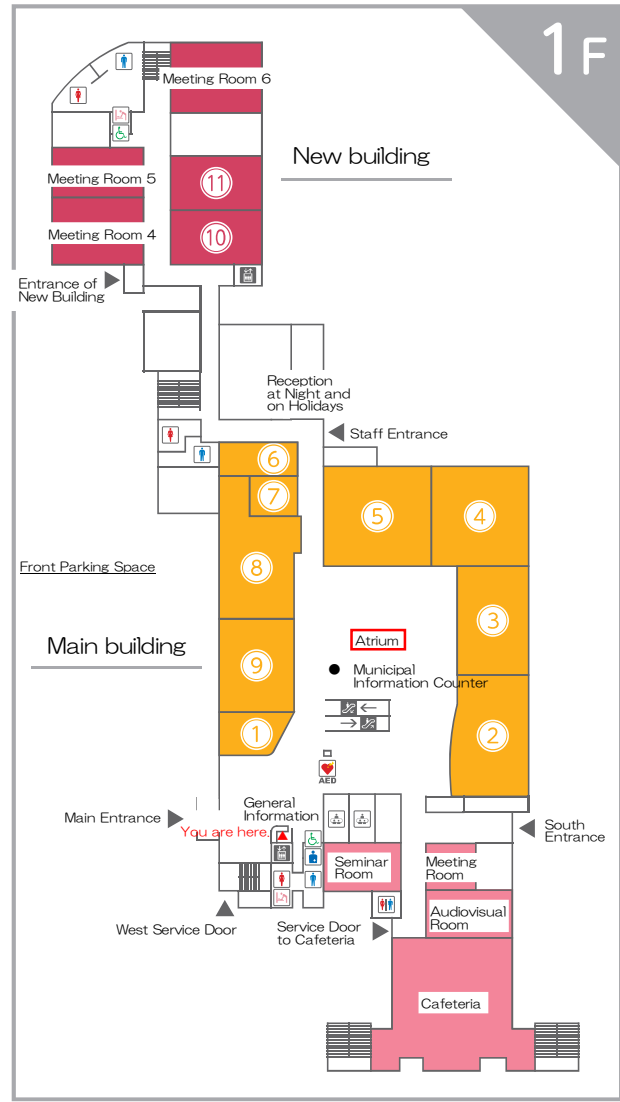 1F
Meeting Room 6
New building
Meeting Room 5
11
Meeting Room 4
10
Entrance of
New Building
Reception
at Night and
on Holidays
Staff Entrance
6
7
5
4
8
Front Parking Space
3
Main building
Atrium
9
Municipal
Information Counter
1
2
AED
General
Information
Main Entrance
You are here.
South
Entrance
Seminar
Room
Meeting
Room
Audiovisual
Room
West Service Door
Service Door
to Cafeteria
Cafeteria